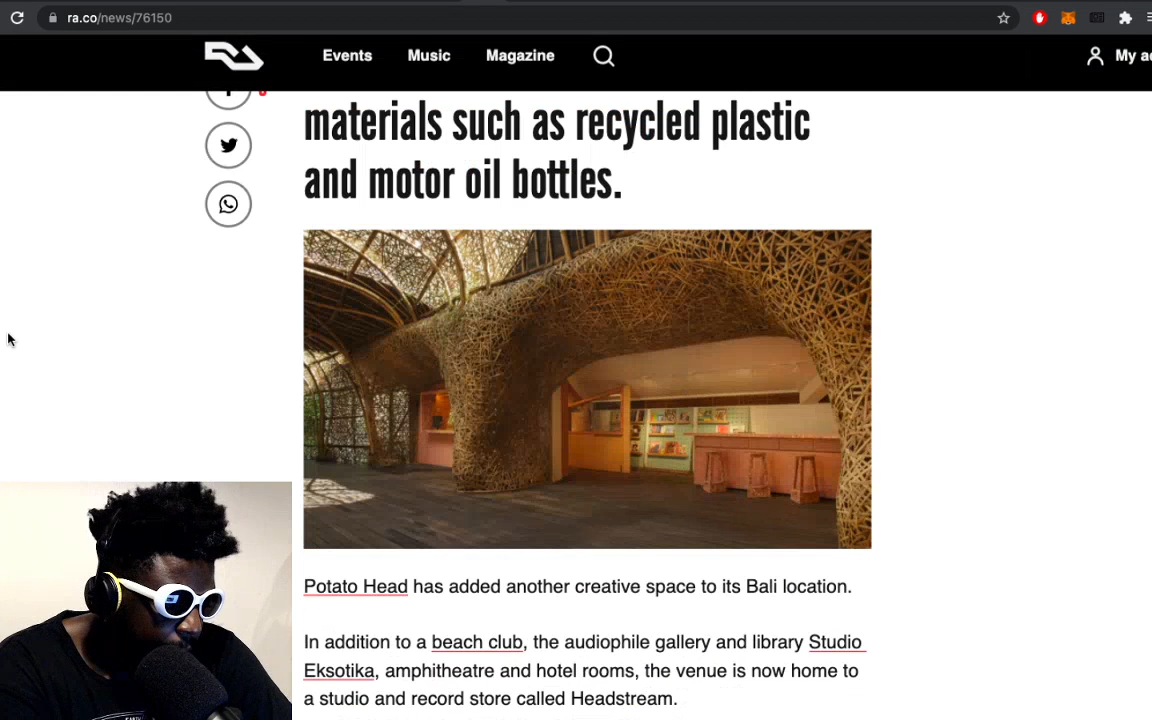 ra.co/news/76150
Events Music Magazine
materials such as recycled plastic
and motor oil bottles.
Potato Head has added another creative space to its Bali location.
In addition to a beach club, the audiophile gallery and library Studio
Eksotika, amphitheatre and hotel rooms, the venue is now home to
a studio and record store called Headstream.